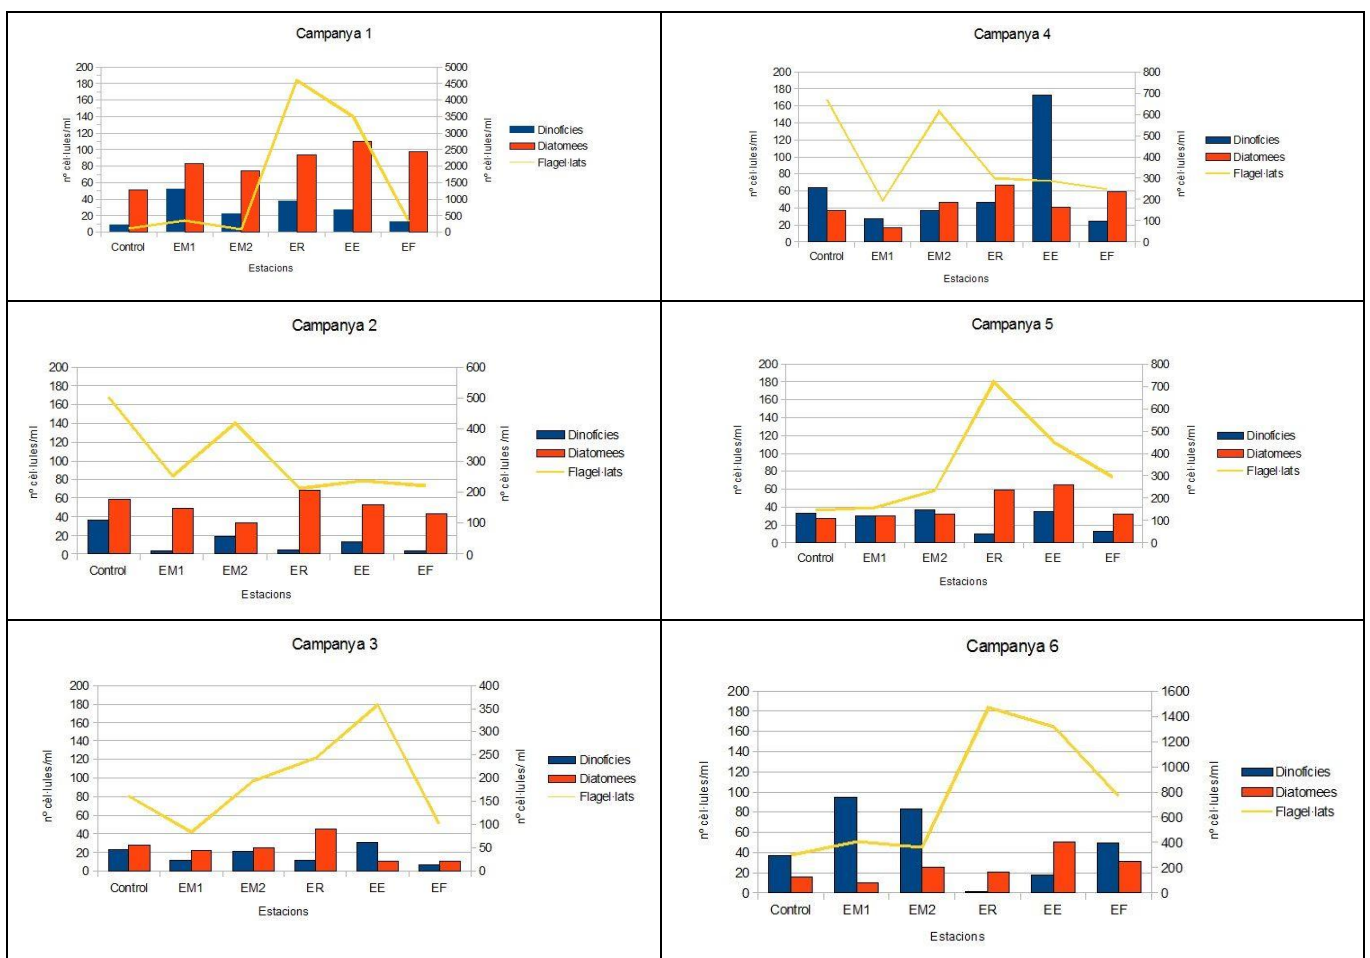 Campanya 1
nº cèl·lules/ml
200
180
160
140
120
100
80
60
40
20
0
5000
4500
4000
3500
3000
2500
2000
1500
1000
500
0
nº cèl·lules/ml
Control EM1 EM2 ER EE EF
Estacions
Dinofícies
Diatomees
Flagel·lats
Campanya 4
nº cèl·lules/ml
200
180
160
140
120
100
80
60
40
20
0
800
700
600
500
400
300
200
100
0
nº cèl·lules/ml
Control EM1 EM2 ER EE EF
Estacions
Dinofícies
Diatomees
Flagel·lats
Campanya 2
nº cèl·lules/ml
200
180
160
140
120
100
80
60
40
20
0
600
500
400
300
200
100
0
nº cèl·lules /ml
Control EM1 EM2 ER EE EF
Estacions
Dinofícies
Diatomees
Flagel·lats
Campanya 5
nº cèl·lules/ml
200
180
160
140
120
100
80
60
40
20
0
800
700
600
500
400
300
200
100
0
nº cèl·lules/ml
Control EM1 EM2 ER EE EF
Estacions
Dinofícies
Diatomees
Flagel·lats
Campanya 3
nº cèl·lules/ml
200
180
160
140
120
100
80
60
40
20
0
400
350
300
250
200
150
100
50
0
nº cèl·lules/ ml
Control EM1 EM2 ER EE EF
Estacions
Dinofícies
Diatomees
Flagel·lats
Campanya 6
nº cèl·lules/ml
200
180
160
140
120
100
80
60
40
20
0
1600
1400
1200
1000
800
600
400
200
0
nº cèl·lules/ml
Control EM1 EM2 ER EE EF
Estacions
Dinofícies
Diatomees
Flagel·lats